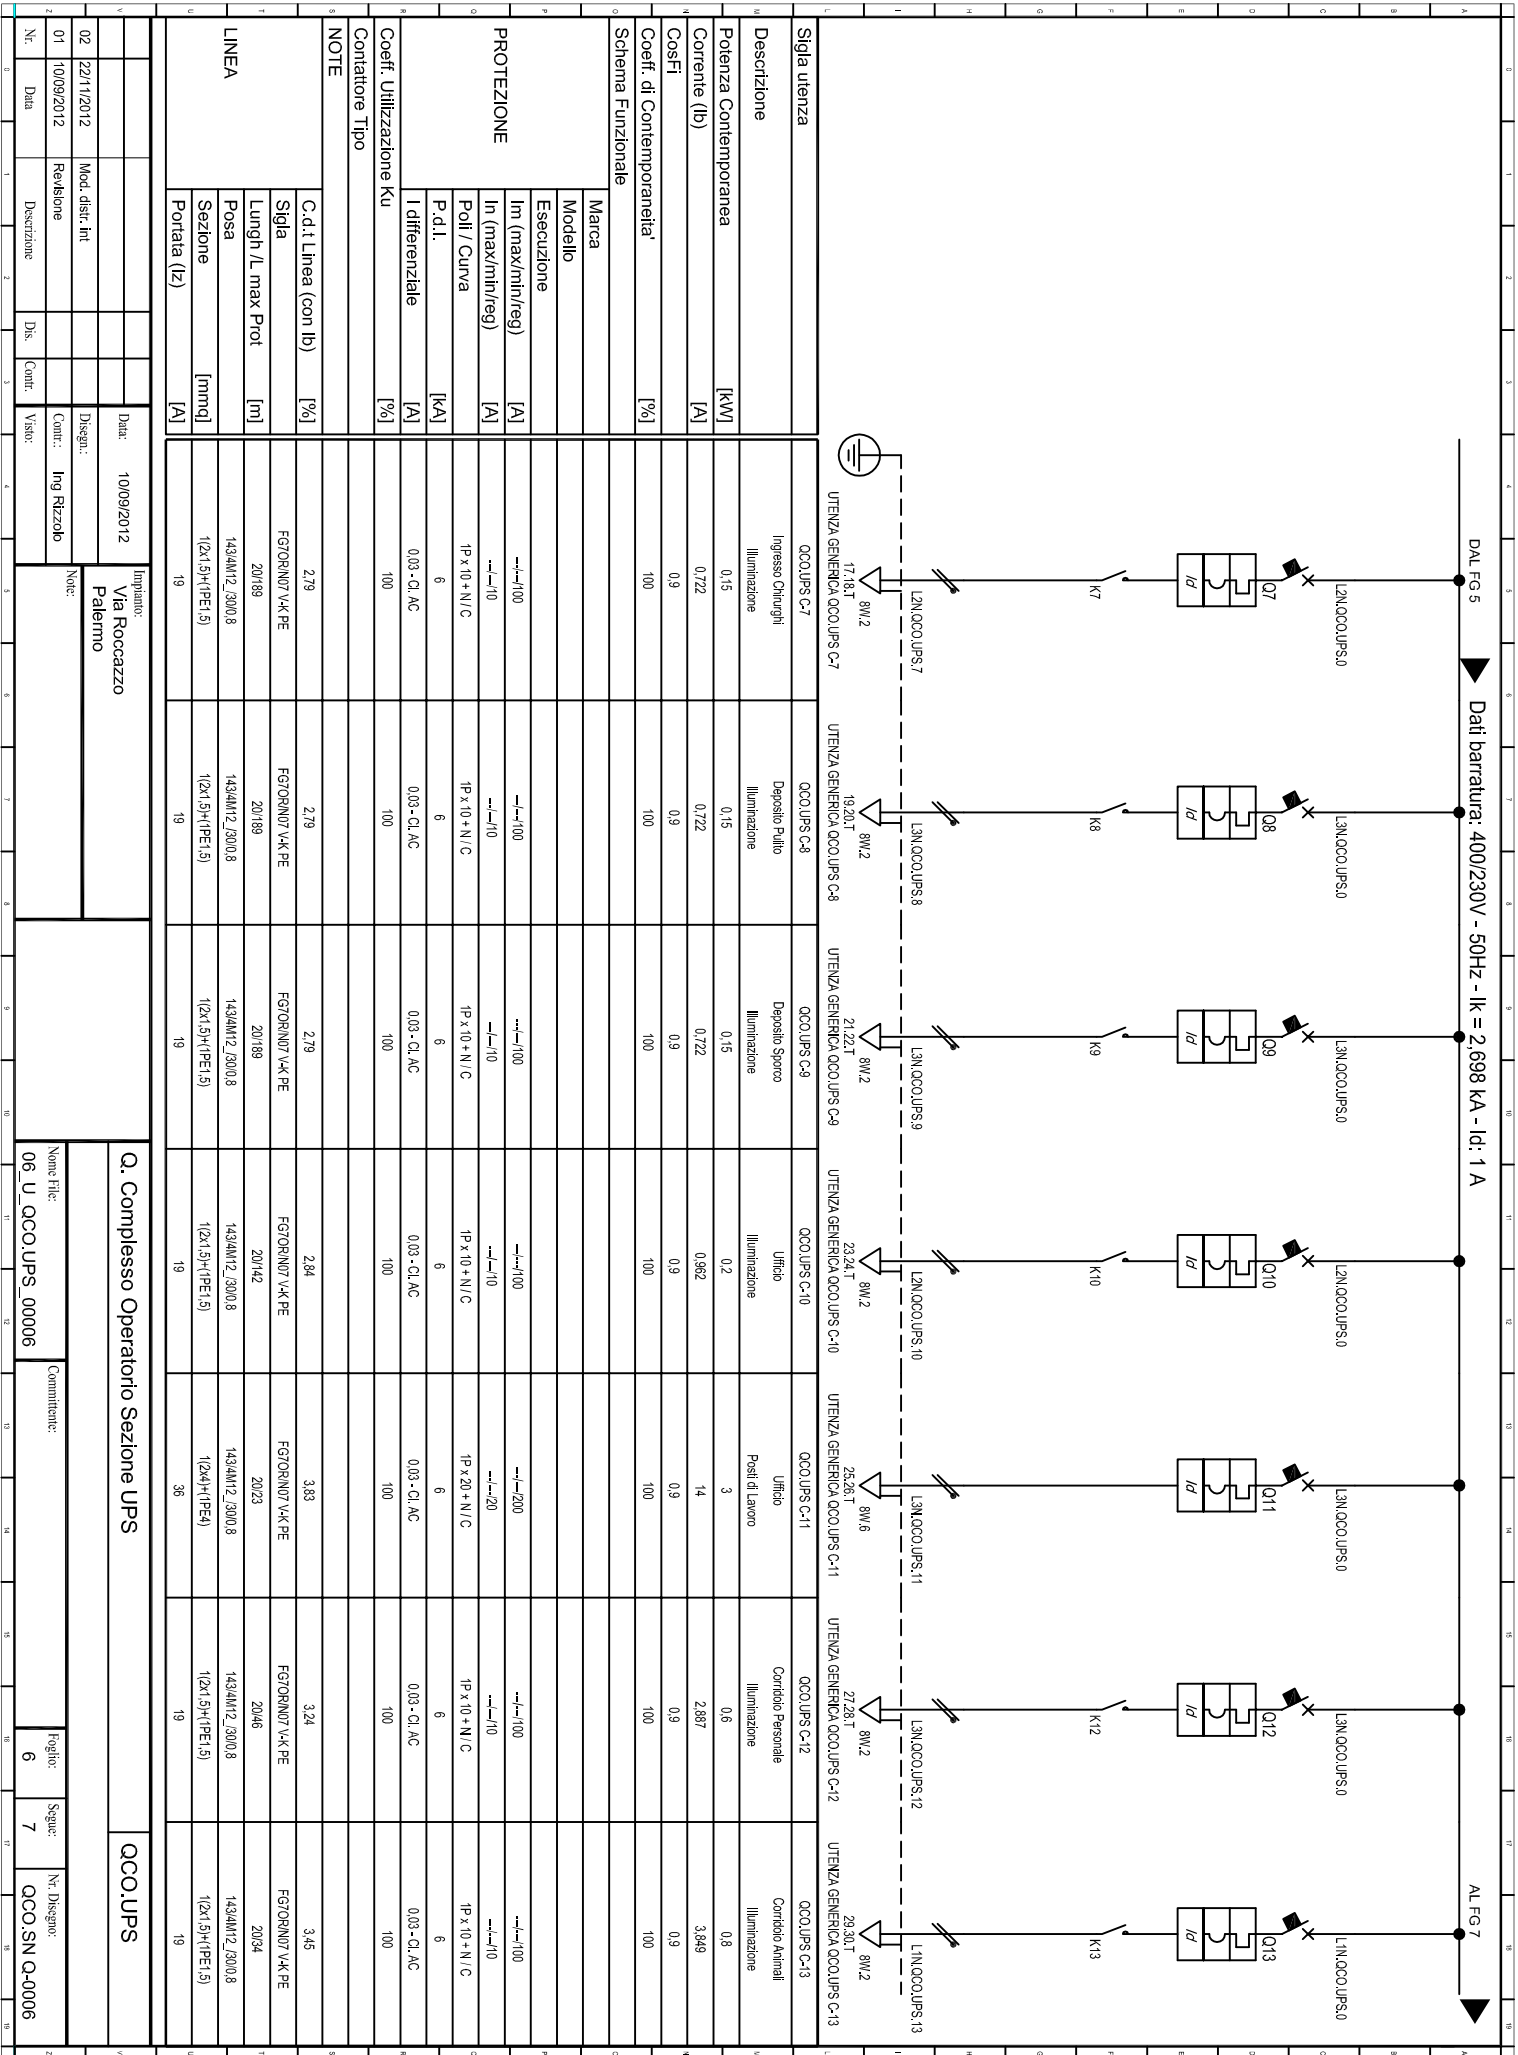 DAL FG 5
Dati barratura: 400/230V - 50Hz - Ik = 2,698 kA - Id: 1 A
AL FG 7
L2N.QCO.UPS.0
L3N.QCO.UPS.0
L3N.QCO.UPS.0
L2N.QCO.UPS.0
L3N.QCO.UPS.0
L3N.QCO.UPS.0
L1N.QCO.UPS.0
Q7 Q8 Q9 Q10 Q11 Q12 Q13
Id Id Id Id Id Id Id
K7 K8 K9 K10 K12 K13
L2N.QCO.UPS.7
L3N.QCO.UPS.8
L3N.QCO.UPS.9
L2N.QCO.UPS.10
L3N.QCO.UPS.11
L3N.QCO.UPS.12
L1N.QCO.UPS.13
8W.2 8W.2 8W.2 8W.2 8W.6 8W.2 8W.2
17.18.T 19.20.T 21.22.T 23.24.T 25.26.T 27.28.T 29.30.T
UTENZA GENERICA QCO.UPS C-7
UTENZA GENERICA QCO.UPS C-8
UTENZA GENERICA QCO.UPS C-9
UTENZA GENERICA QCO.UPS C-10
UTENZA GENERICA QCO.UPS C-11
UTENZA GENERICA QCO.UPS C-12
UTENZA GENERICA QCO.UPS C-13
Sigla utenza QCO.UPS C-7 QCO.UPS C-8 QCO.UPS C-9 QCO.UPS C-10 QCO.UPS C-11 QCO.UPS C-12 QCO.UPS C-13
Descrizione Ingresso Chirurghi Deposito Pulito Deposito Sporco Ufficio Ufficio Corridoio Personale Corridoio Animali
Illuminazione Illuminazione Illuminazione Illuminazione Posti di Lavoro Illuminazione Illuminazione
Potenza Contemporanea [kW] 0,15 0,15 0,15 0,2 3 0,6 0,8
Corrente (Ib) [A] 0,722 0,722 0,722 0,962 14 2,887 3,849
CosFi 0,9 0,9 0,9 0,9 0,9 0,9 0,9
Coeff. di Contemporaneita' [%] 100 100 100 100 100 100 100
Schema Funzionale
PROTEZIONE
Marca
Modello
Esecuzione
Im (max/min/reg) [A] --/--/100 --/--/100 --/--/100 --/--/100 --/--/200 --/--/100 --/--/100
In (max/min/reg) [A] --/--/10 --/--/10 --/--/10 --/--/10 --/--/20 --/--/10 --/--/10
Poli / Curva 1P x 10 + N / C 1P x 10 + N / C 1P x 10 + N / C 1P x 10 + N / C 1P x 20 + N / C 1P x 10 + N / C 1P x 10 + N / C
P.d.I. [kA] 6 6 6 6 6 6 6
I differenziale [A] 0,03 - Cl. AC 0,03 - Cl. AC 0,03 - Cl. AC 0,03 - Cl. AC 0,03 - Cl. AC 0,03 - Cl. AC 0,03 - Cl. AC
Coeff. Utilizzazione Ku [%] 100 100 100 100 100 100 100
Contattore Tipo
NOTE
LINEA
C.d.t Linea (con Ib) [%] 2,79 2,79 2,79 2,84 3,83 3,24 3,45
Sigla FG7OR/N07 V-K PE FG7OR/N07 V-K PE FG7OR/N07 V-K PE FG7OR/N07 V-K PE FG7OR/N07 V-K PE FG7OR/N07 V-K PE FG7OR/N07 V-K PE
Lungh /L max Prot [m] 20/189 20/189 20/189 20/142 20/23 20/46 20/34
Posa 143/4M12_/30/0,8 143/4M12_/30/0,8 143/4M12_/30/0,8 143/4M12_/30/0,8 143/4M12_/30/0,8 143/4M12_/30/0,8 143/4M12_/30/0,8
Sezione [mmq] 1(2x1,5)+(1PE1,5) 1(2x1,5)+(1PE1,5) 1(2x1,5)+(1PE1,5) 1(2x1,5)+(1PE1,5) 1(2x4)+(1PE4) 1(2x1,5)+(1PE1,5) 1(2x1,5)+(1PE1,5)
Portata (Iz) [A] 19 19 19 19 36 19 19
02 22/11/2012 Mod. distr. int
01 10/09/2012 Revisione
Nr. Data Descrizione Dis. Contr.
Data: 10/09/2012
Disegn.:
Contr.: Ing Rizzolo
Visto:
Impianto:
Via Roccazzo
Palermo
Note:
Q. Complesso Operatorio Sezione UPS
QCO.UPS
Nome File:
06_U_QCO.UPS_00006
Committente:
Foglio:
6
Segue:
7
Nr. Disegno:
QCO.SN Q-0006